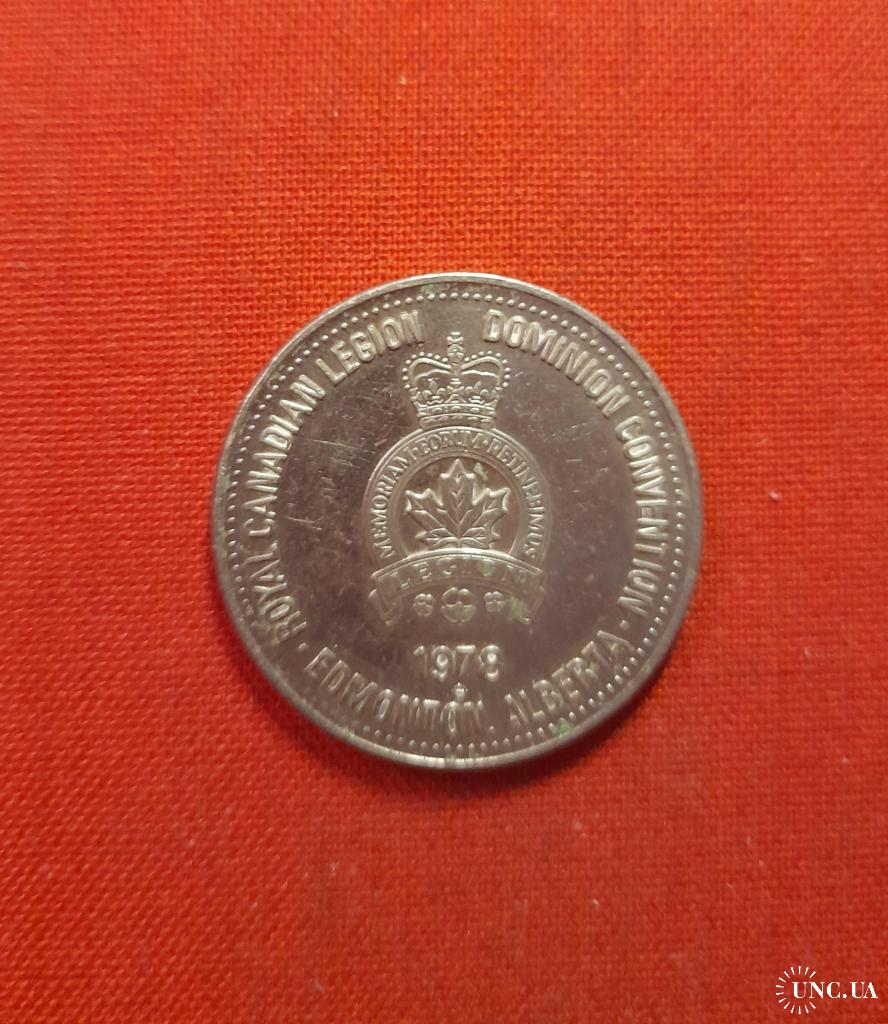 ROYAL CANADIAN LEGION
DOMINION CONVENTION
MEMORIAM·EORUM·RETINEBIMUS
LEGION
1978
· EDMONTON, ALBERTA ·
UNC.UA